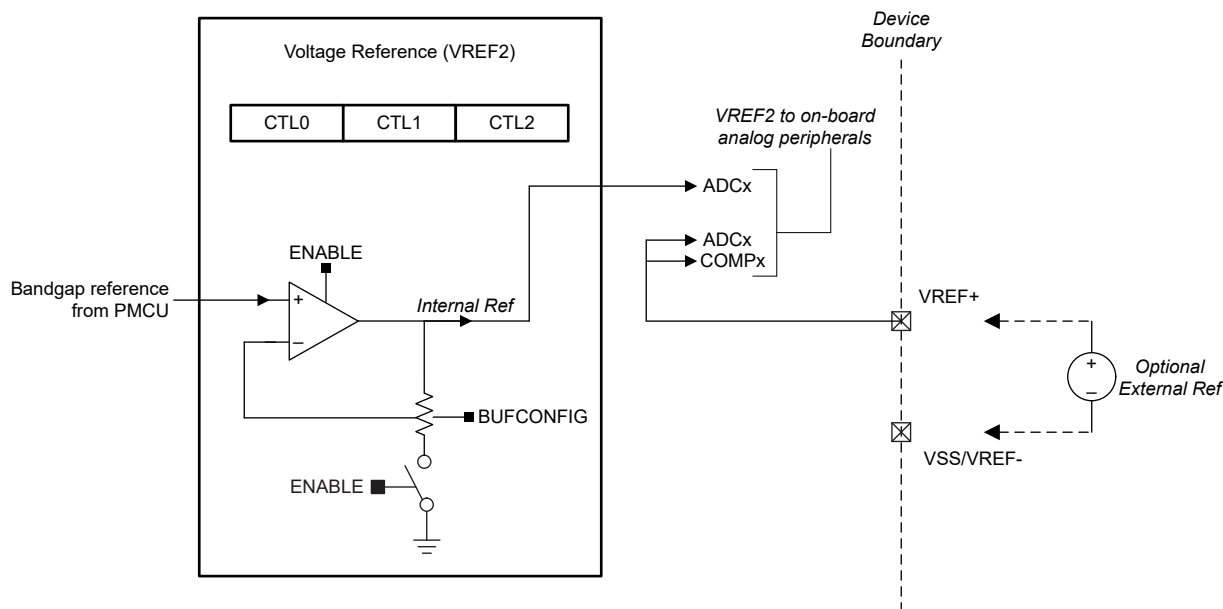 Device
Boundary
Voltage Reference (VREF2)
CTL0 CTL1 CTL2
VREF2 to on-board
analog peripherals
ADCx
ADCx
COMPx
ENABLE
Bandgap reference
from PMCU
+
−
Internal Ref
VREF+
+
−
Optional
External Ref
BUFCONFIG
VSS/VREF-
ENABLE